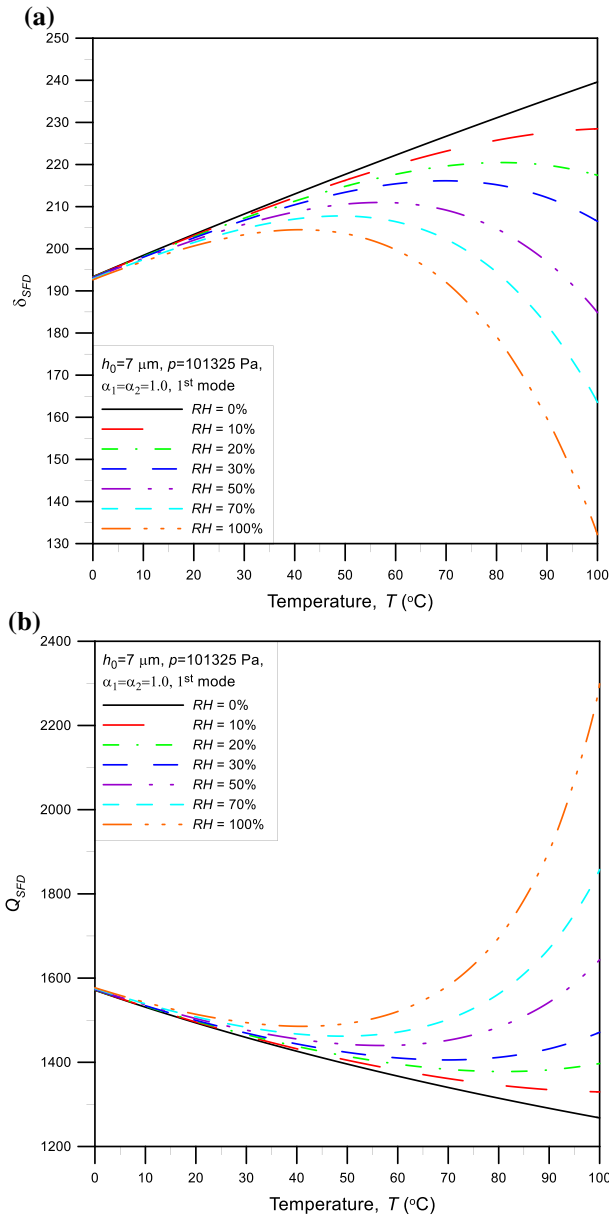 (a)
250
240
230
220
210
200
190
180
170
160
150
140
130
δSFD
h0=7 μm, p=101325 Pa,
α1=α2=1.0, 1st mode
RH = 0%
RH = 10%
RH = 20%
RH = 30%
RH = 50%
RH = 70%
RH = 100%
0 10 20 30 40 50 60 70 80 90 100
Temperature, T (oC)
(b)
2400
2200
2000
1800
1600
1400
1200
QSFD
h0=7 μm, p=101325 Pa,
α1=α2=1.0, 1st mode
RH = 0%
RH = 10%
RH = 20%
RH = 30%
RH = 50%
RH = 70%
RH = 100%
0 10 20 30 40 50 60 70 80 90 100
Temperature, T (oC)